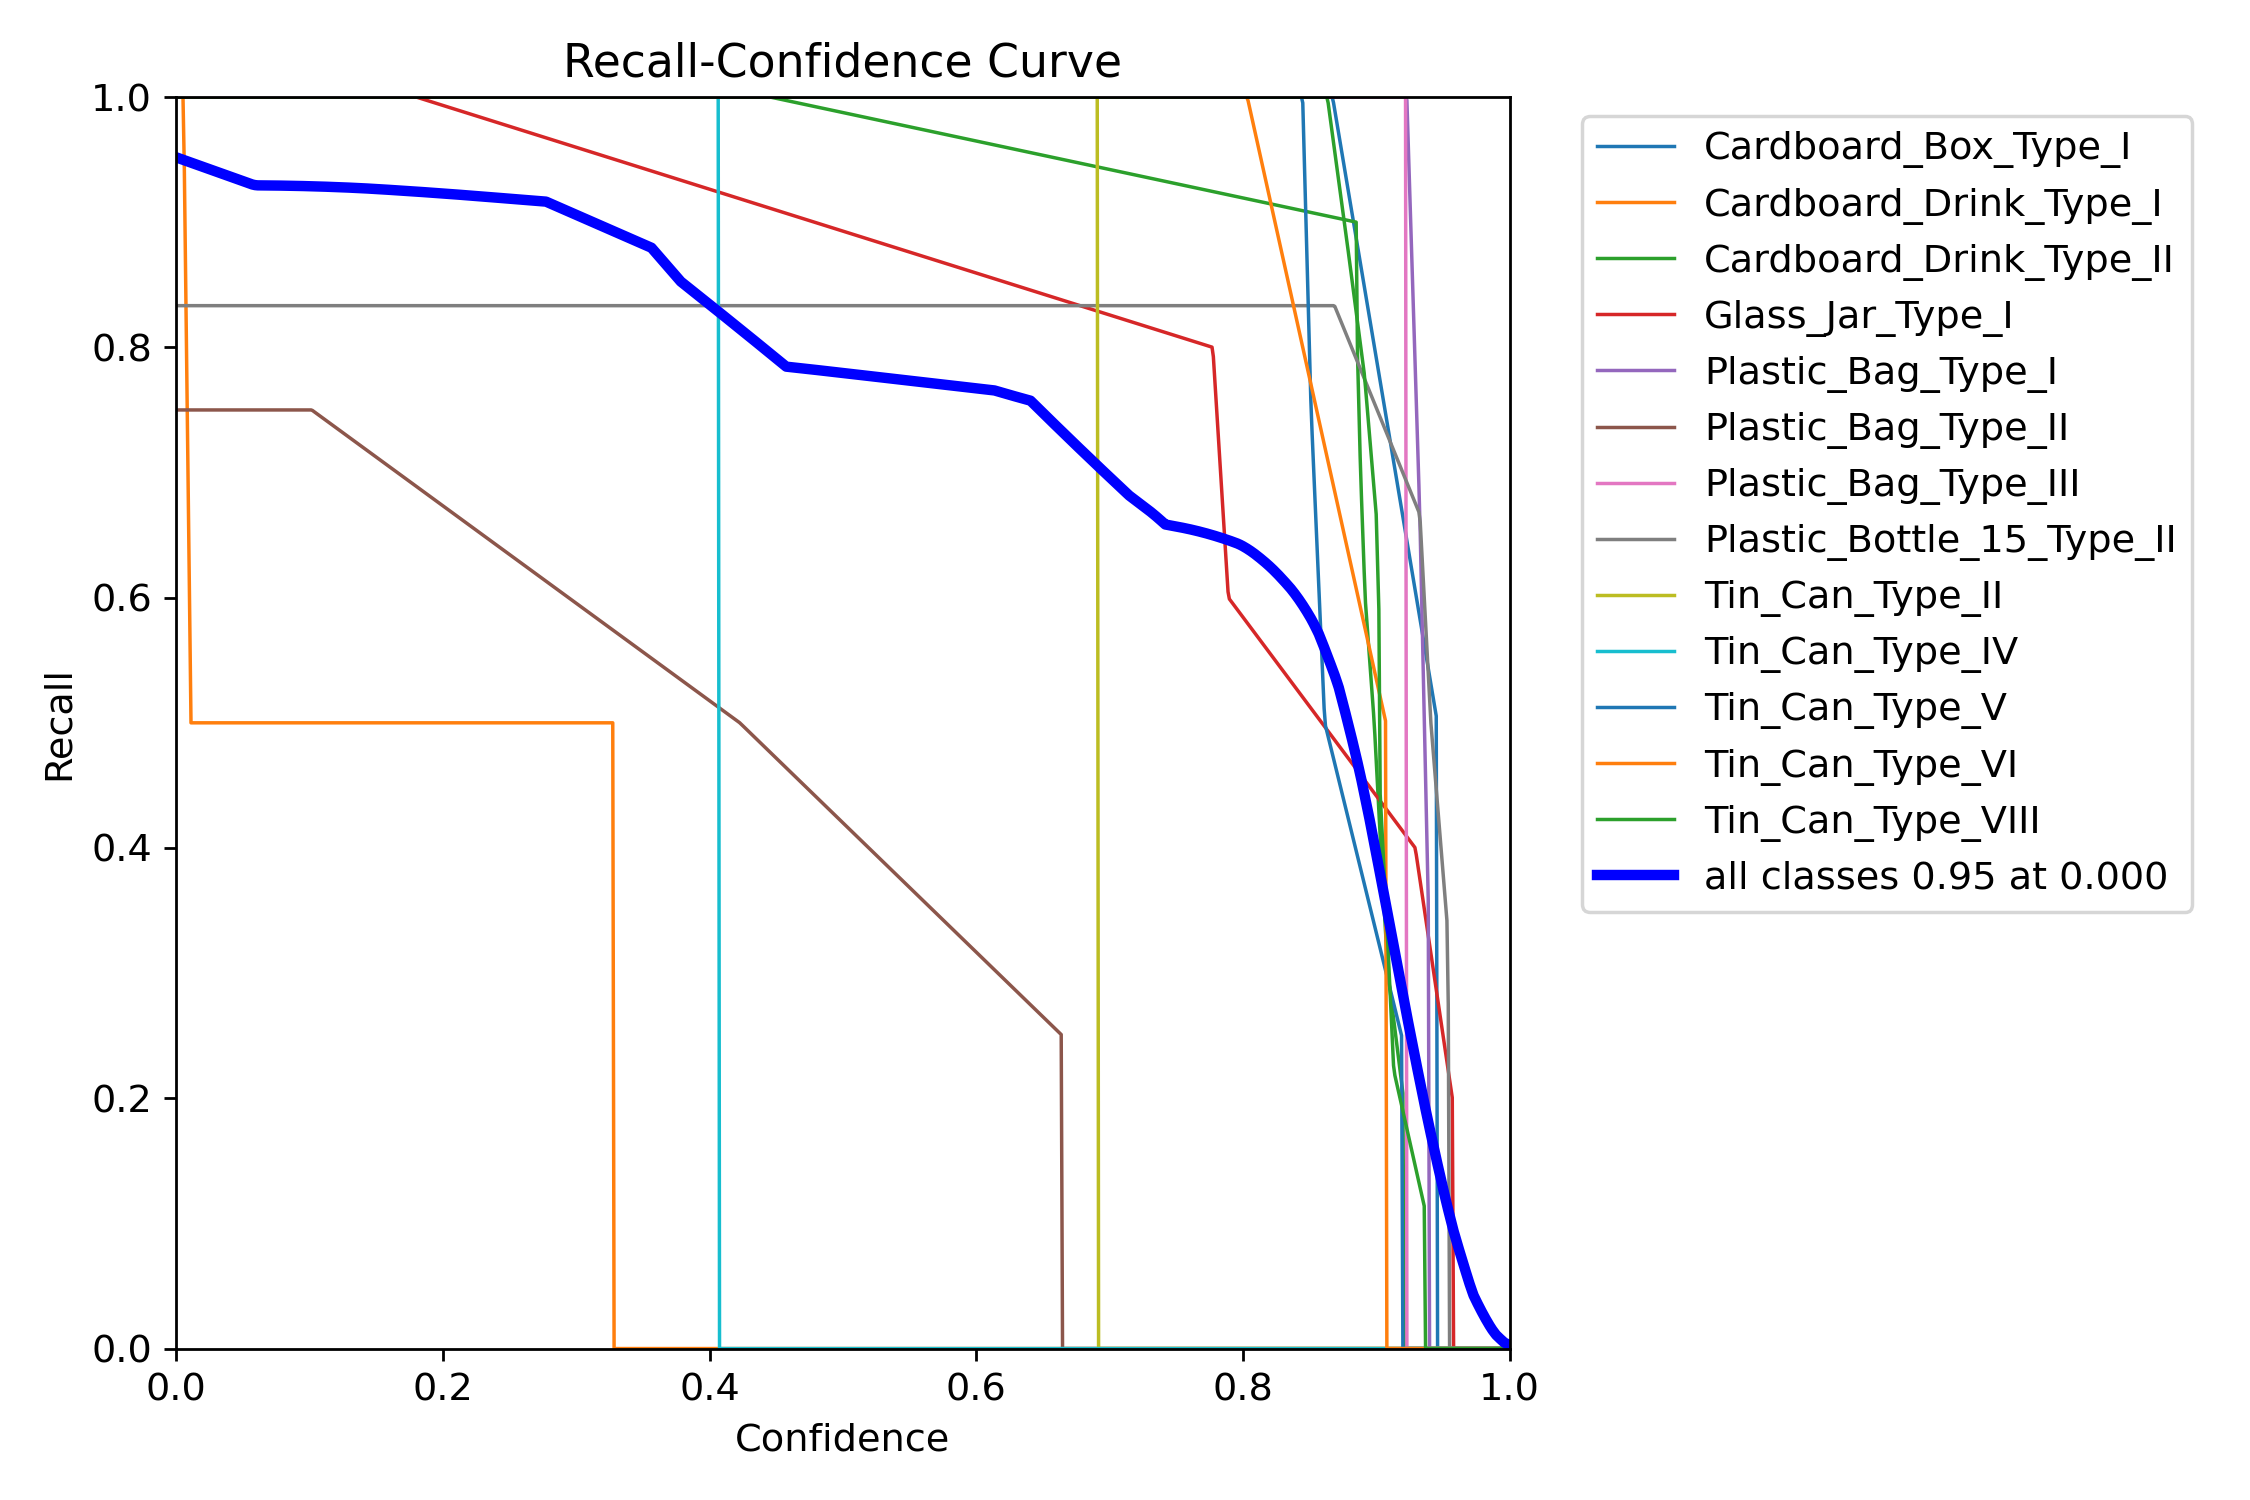 Recall-Confidence Curve
1.0
0.8
0.6
0.4
0.2
0.0
Recall
0.0 0.2 0.4 0.6 0.8 1.0
Confidence
Cardboard_Box_Type_I
Cardboard_Drink_Type_I
Cardboard_Drink_Type_II
Glass_Jar_Type_I
Plastic_Bag_Type_I
Plastic_Bag_Type_II
Plastic_Bag_Type_III
Plastic_Bottle_15_Type_II
Tin_Can_Type_II
Tin_Can_Type_IV
Tin_Can_Type_V
Tin_Can_Type_VI
Tin_Can_Type_VIII
all classes 0.95 at 0.000